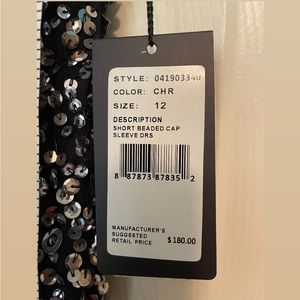 STYLE: 041903340
COLOR: CHR
SIZE: 12
DESCRIPTION
SHORT BEADED CAP
SLEEVE DRS
8 87873 87835 2
MANUFACTURER'S
SUGGESTED
RETAIL PRICE $180.00